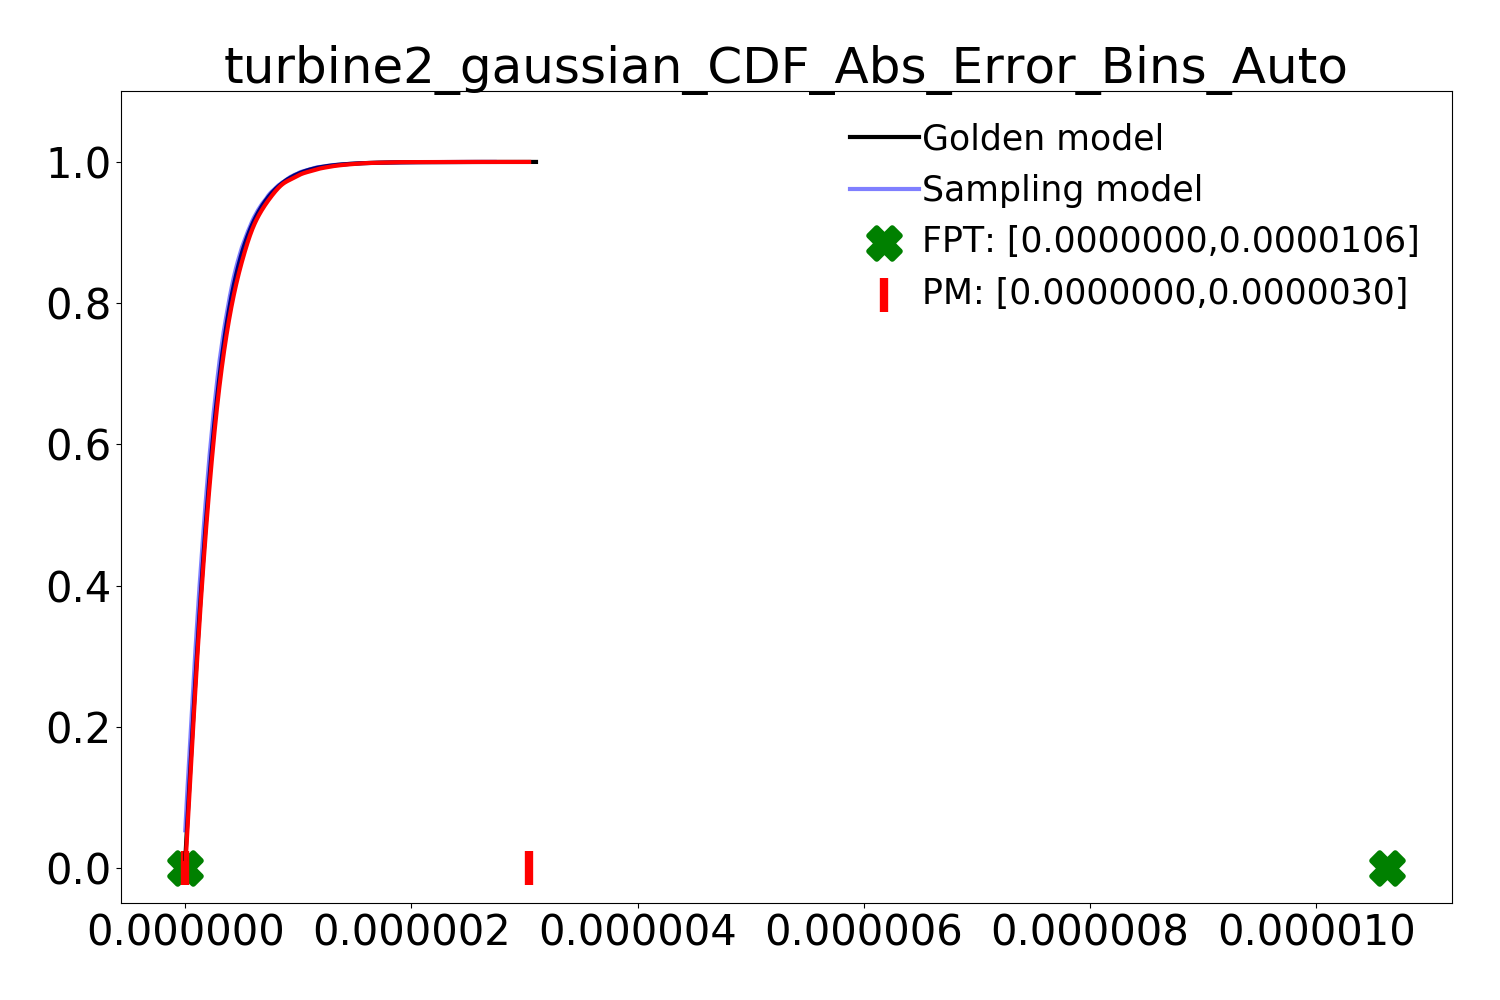 turbine2_gaussian_CDF_Abs_Error_Bins_Auto
Golden model
Sampling model
FPT: [0.0000000,0.0000106]
PM: [0.0000000,0.0000030]
1.0
0.8
0.6
0.4
0.2
0.0
0.000000 0.000002 0.000004 0.000006 0.000008 0.000010